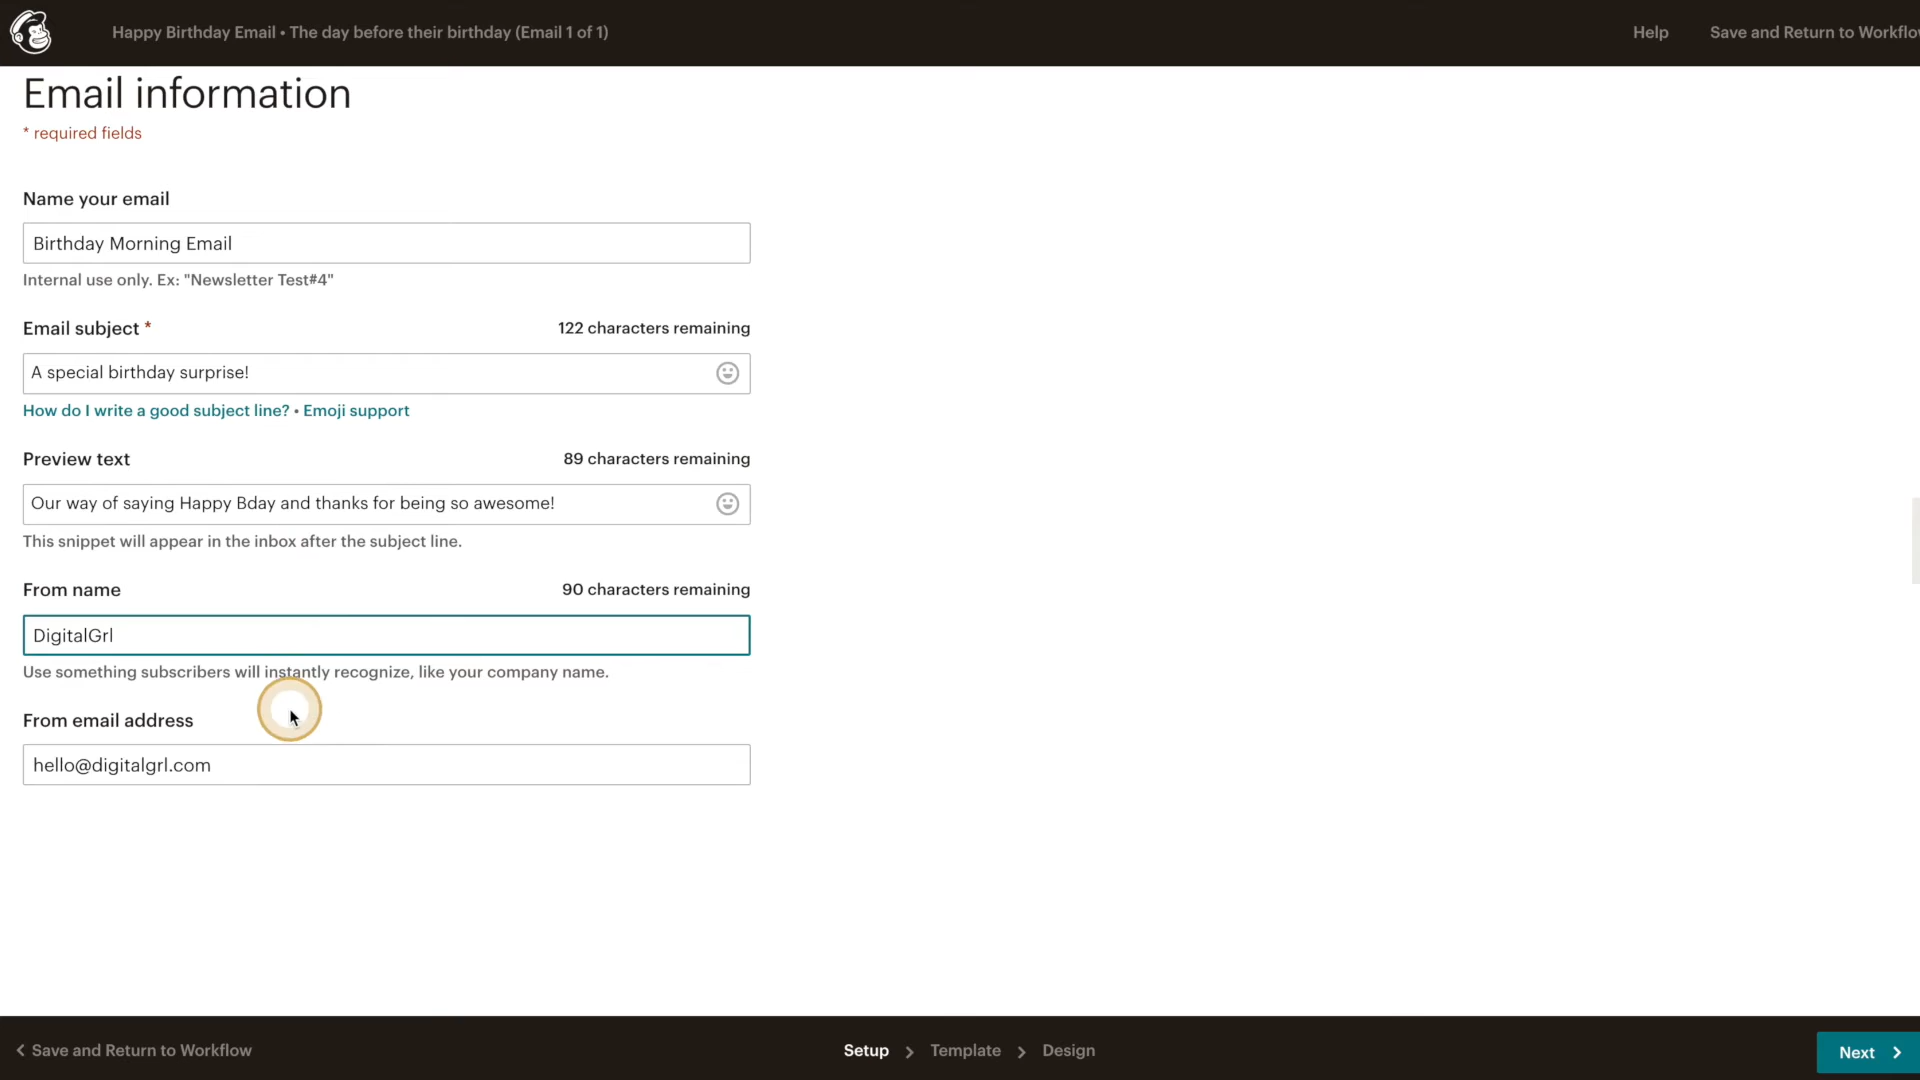 Happy Birthday Email • The day before their birthday (Email 1 of 1)
Help
Save and Return to Workflo
Email information
* required fields
Name your email
Birthday Morning Email
Internal use only. Ex: "Newsletter Test#4"
Email subject *
122 characters remaining
A special birthday surprise!
How do I write a good subject line? • Emoji support
Preview text
89 characters remaining
Our way of saying Happy Bday and thanks for being so awesome!
This snippet will appear in the inbox after the subject line.
From name
90 characters remaining
DigitalGrl
Use something subscribers will instantly recognize, like your company name.
From email address
hello@digitalgrl.com
Save and Return to Workflow
Setup
Template
Design
Next